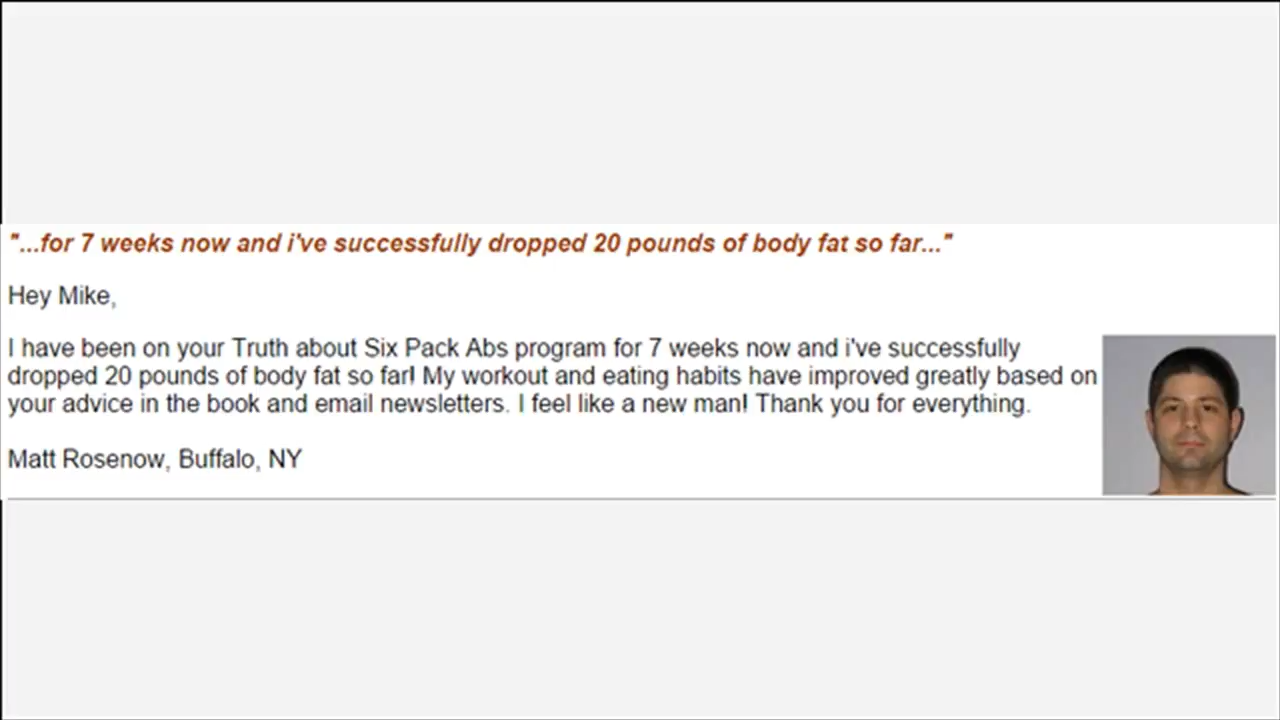 "...for 7 weeks now and i've successfully dropped 20 pounds of body fat so far..."
Hey Mike,
I have been on your Truth about Six Pack Abs program for 7 weeks now and i've successfully
dropped 20 pounds of body fat so far! My workout and eating habits have improved greatly based on
your advice in the book and email newsletters. I feel like a new man! Thank you for everything.
Matt Rosenow, Buffalo, NY